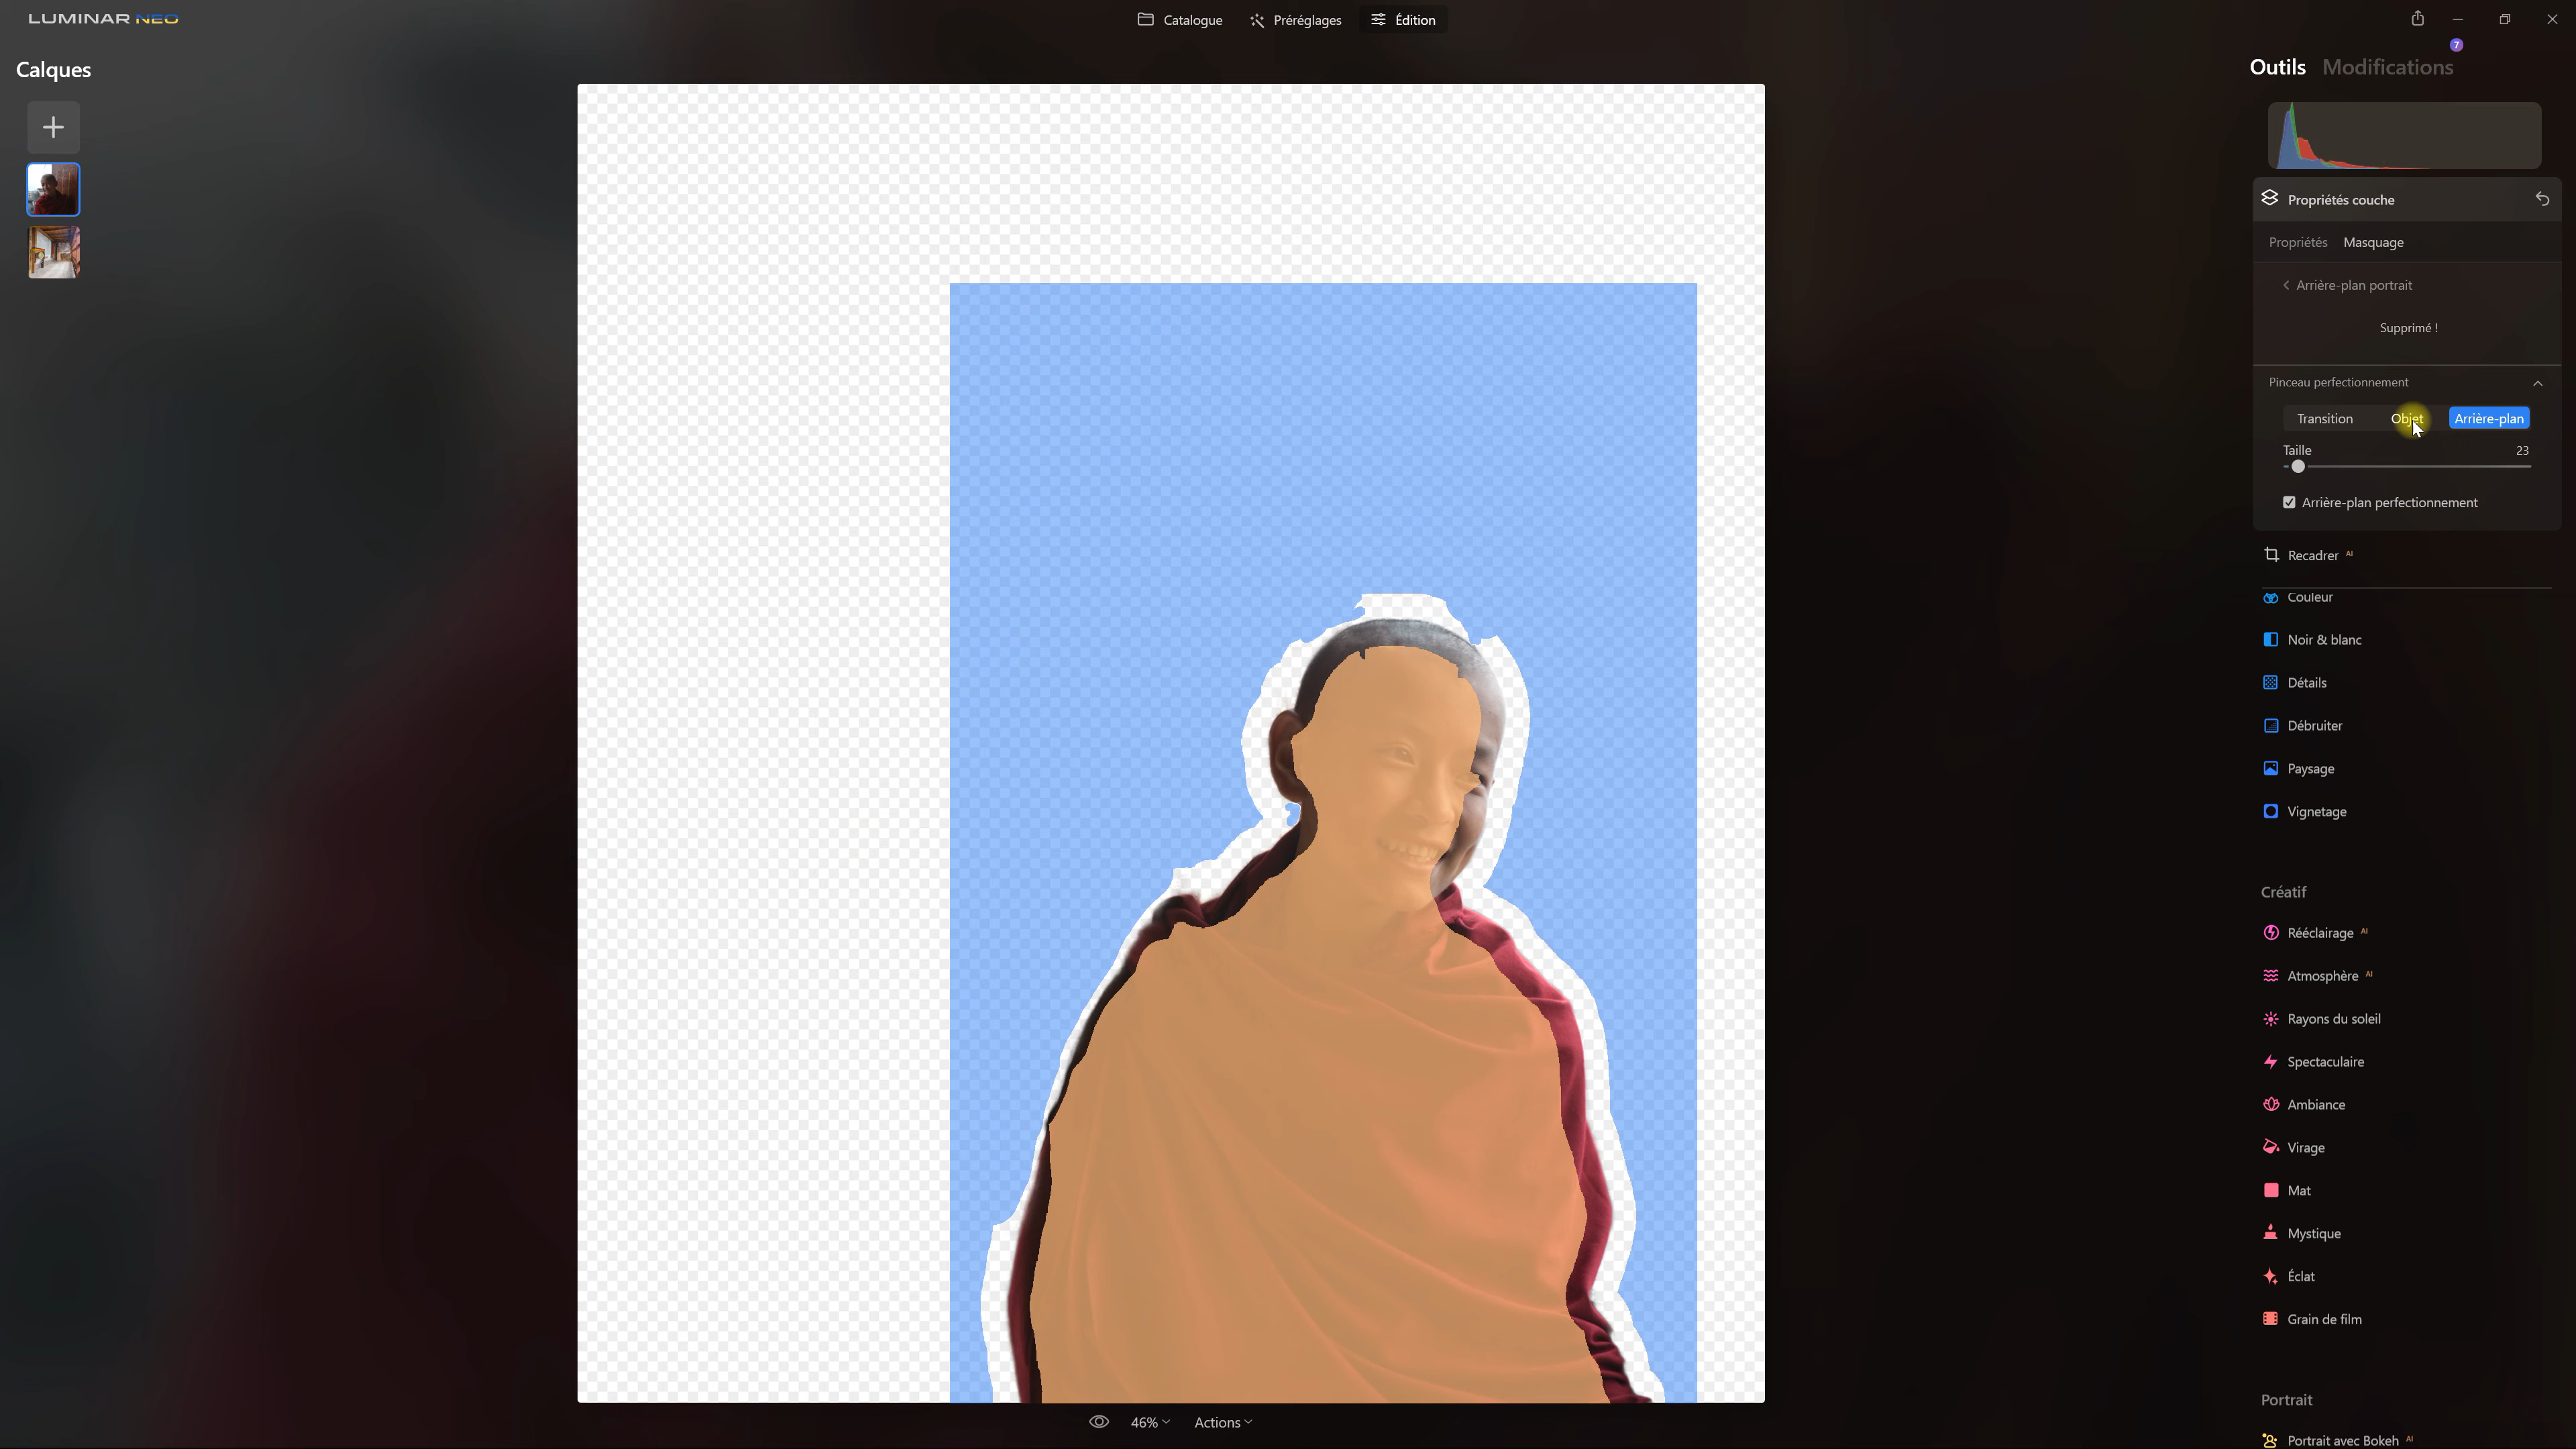 LUMINAR NEO
Catalogue
Préréglages
Édition
7
Calques
Outils
Modifications
Propriétés couche
Propriétés
Masquage
Arrière-plan portrait
Supprimé !
Pinceau perfectionnement
Transition
Objet
Arrière-plan
Taille
23
Arrière-plan perfectionnement
Recadrer AI
Couleur
Noir & blanc
Détails
Débruiter
Paysage
Vignetage
Créatif
Rééclairage AI
Atmosphère AI
Rayons du soleil
Spectaculaire
Ambiance
Virage
Mat
Mystique
Éclat
Grain de film
Portrait
Portrait avec Bokeh AI
46%
Actions